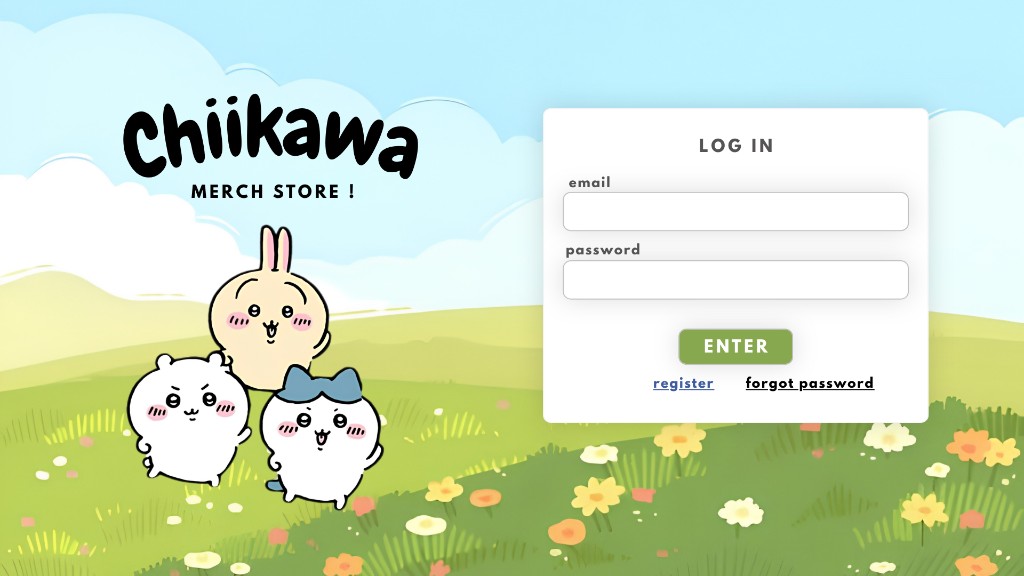 Chiikawa
MERCH STORE !
LOG IN
email
password
ENTER
register forgot password